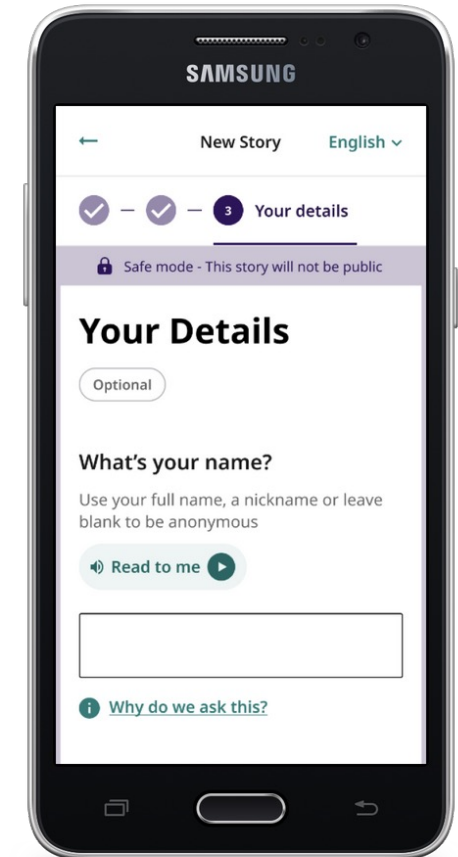 SAMSUNG
New Story
English
3 Your details
Safe mode - This story will not be public
Your Details
Optional
What's your name?
Use your full name, a nickname or leave
blank to be anonymous
Read to me
Why do we ask this?